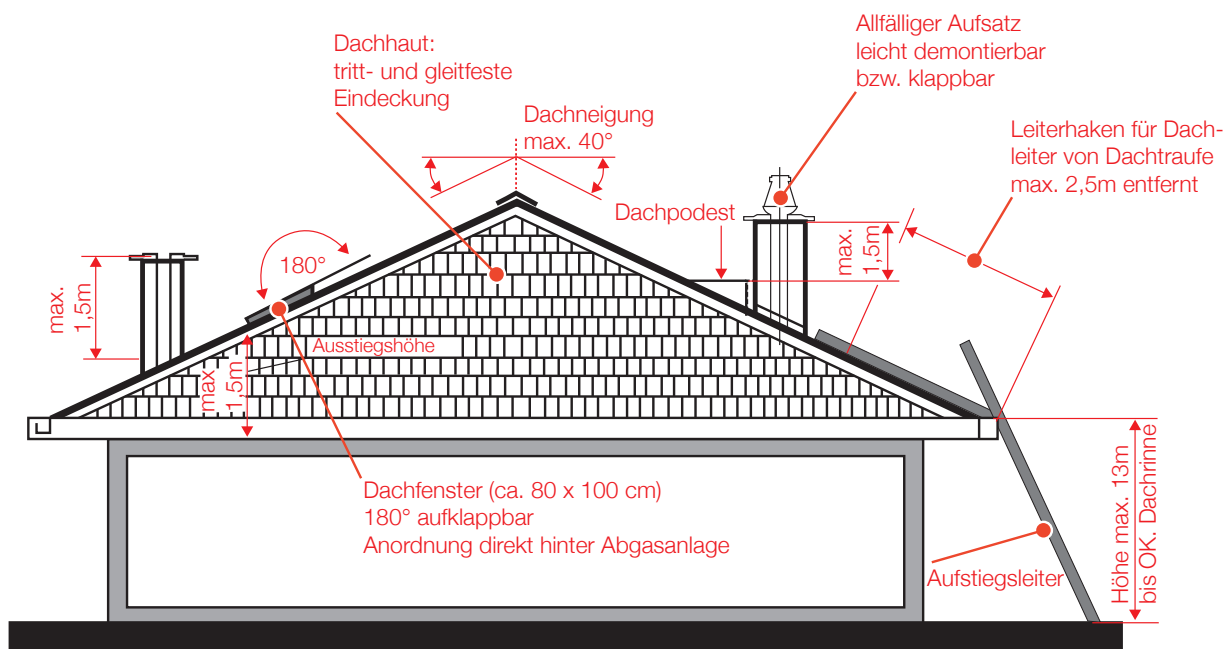 Dachhaut:
tritt- und gleitfeste
Eindeckung
Dachneigung
max. 40°
Allfälliger Aufsatz
leicht demontierbar
bzw. klappbar
Leiterhaken für Dach-
leiter von Dachtraufe
max. 2,5m entfernt
Dachpodest
max.
1,5m
180°
max.
1,5m
Ausstiegshöhe
max
1,5m
Dachfenster (ca. 80 x 100 cm)
180° aufklappbar
Anordnung direkt hinter Abgasanlage
Aufstiegsleiter
Höhe max. 13m
bis OK. Dachrinne